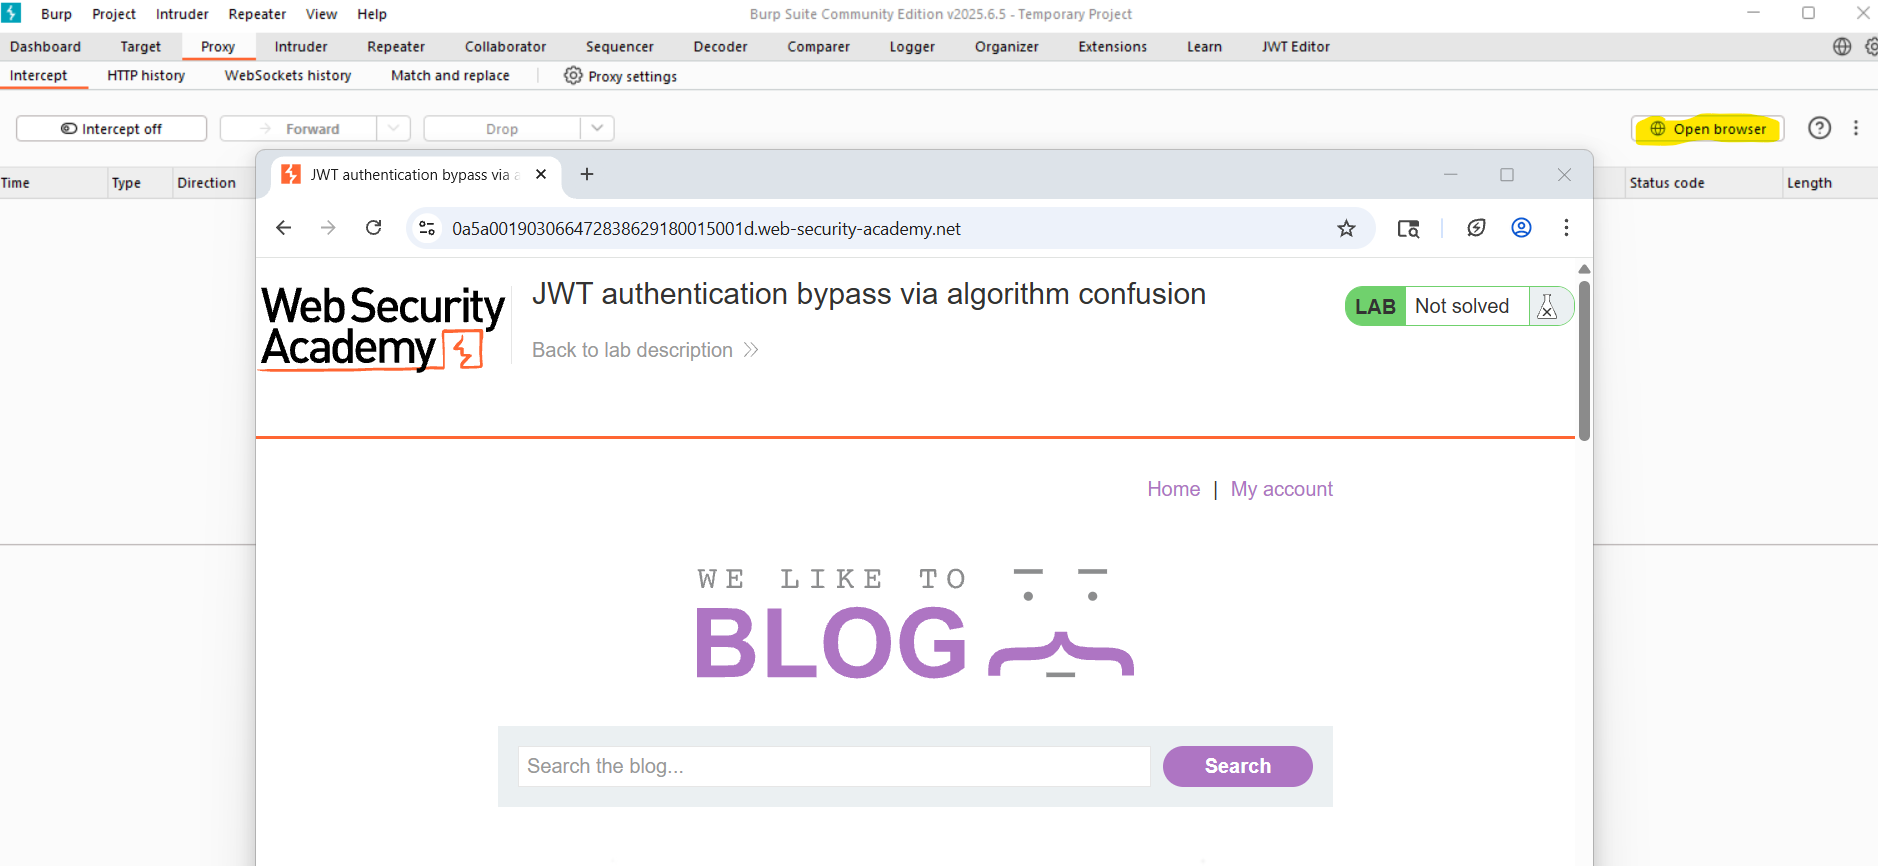 Burp Project Intruder Repeater View Help Burp Suite Community Edition v2025.6.5 - Temporary Project
Dashboard Target Proxy Intruder Repeater Collaborator Sequencer Decoder Comparer Logger Organizer Extensions Learn JWT Editor
Intercept HTTP history WebSockets history Match and replace Proxy settings
Intercept off Forward Drop Open browser
Time Type Direction Status code Length
JWT authentication bypass via a
0a5a00190306647283862918001​5001d.web-security-academy.net
Web Security
Academy
JWT authentication bypass via algorithm confusion
Back to lab description
LAB Not solved
Home | My account
WE LIKE TO
BLOG
Search the blog... Search